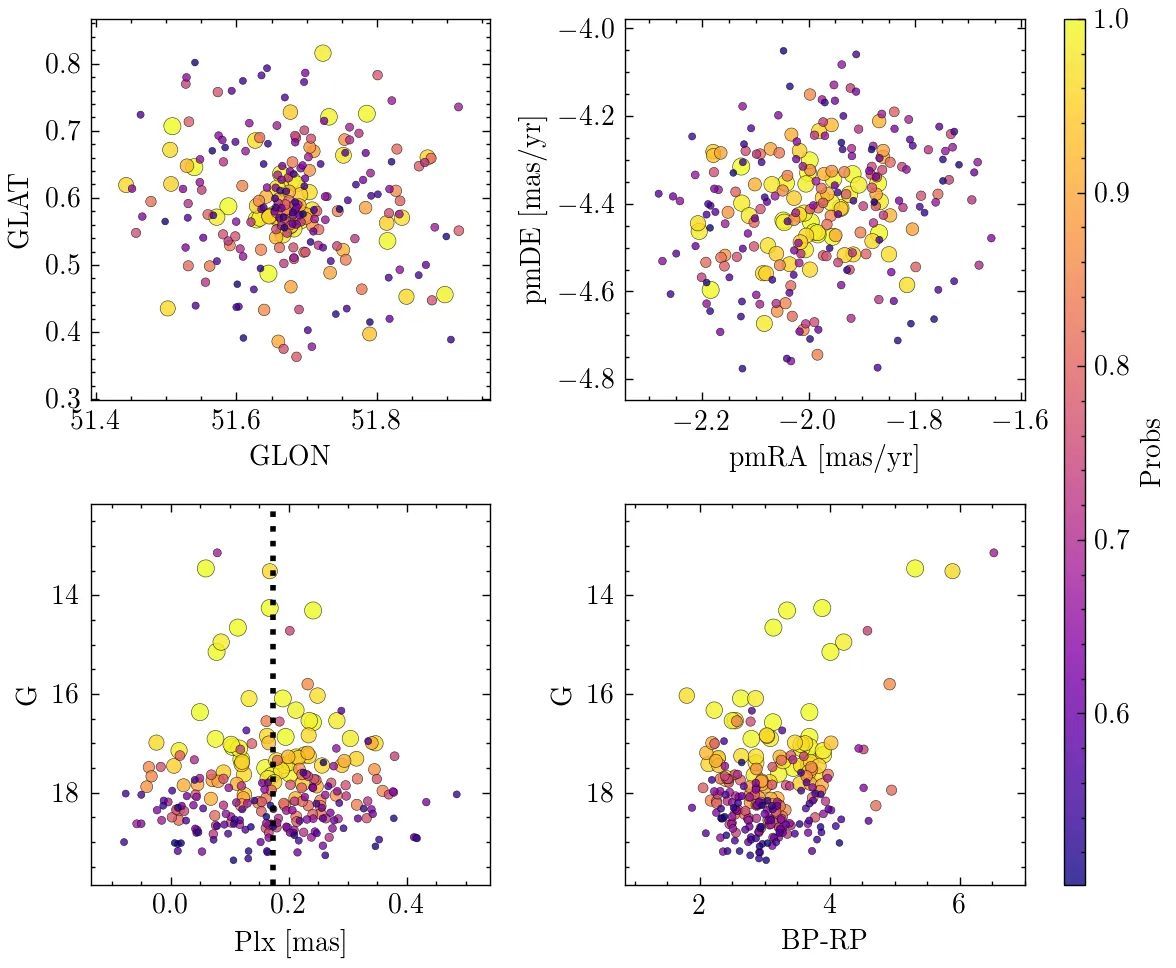 0.8
0.7
0.6
0.5
0.4
0.3
GLAT
51.4 51.6 51.8
GLON
−4.0
−4.2
−4.4
−4.6
−4.8
pmDE [mas/yr]
−2.2 −2.0 −1.8 −1.6
pmRA [mas/yr]
1.0
0.9
0.8
0.7
0.6
Probs
14
16
18
G
0.0 0.2 0.4
Plx [mas]
14
16
18
G
2 4 6
BP-RP